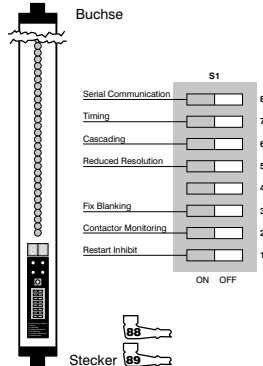 Buchse
S1
Serial Communication 8
Timing 7
Cascading 6
Reduced Resolution 5
4
Fix Blanking 3
Contactor Monitoring 2
Restart Inhibit 1
ON OFF
88
Stecker 89